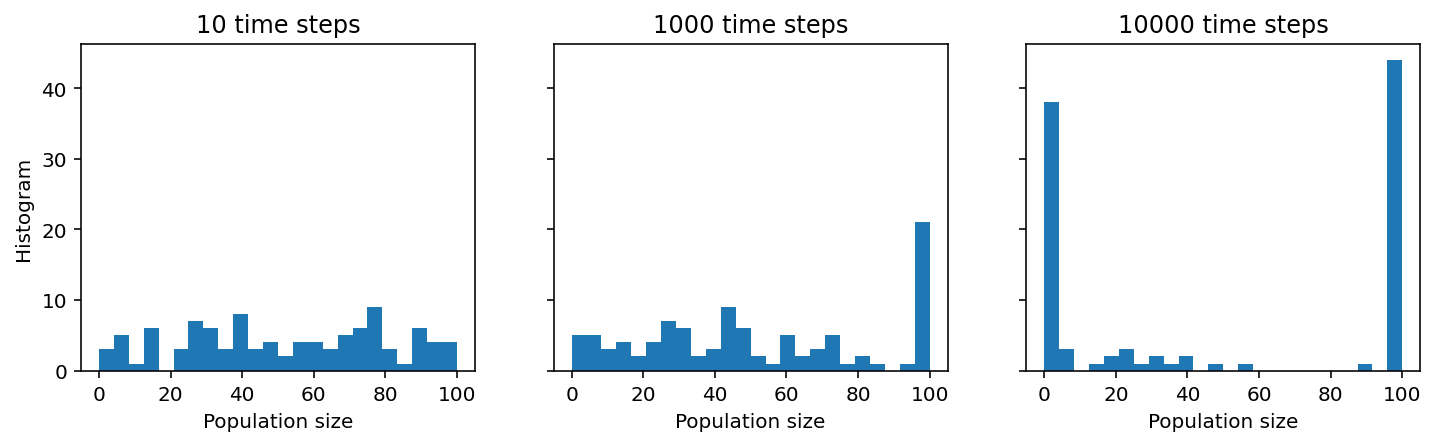 10 time steps
1000 time steps
10000 time steps
Histogram
40
30
20
10
0
0 20 40 60 80 100
0 20 40 60 80 100
0 20 40 60 80 100
Population size
Population size
Population size